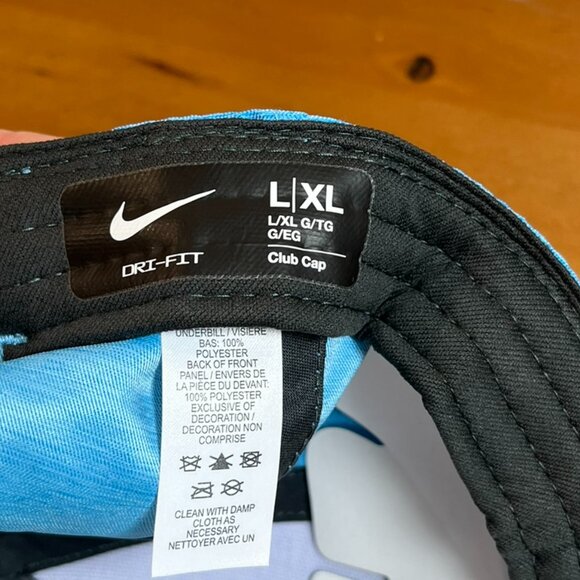 DRI-FIT
L|XL
L/XL G/TG
G/EG
Club Cap
UNDERBILL / VISIÈRE
BAS: 100%
POLYESTER
BACK OF FRONT
PANEL / ENVERS DE
LA PIÈCE DU DEVANT:
100% POLYESTER
EXCLUSIVE OF
DECORATION /
DÉCORATION NON
COMPRISE
CLEAN WITH DAMP
CLOTH AS
NECESSARY
NETTOYER AVEC UN